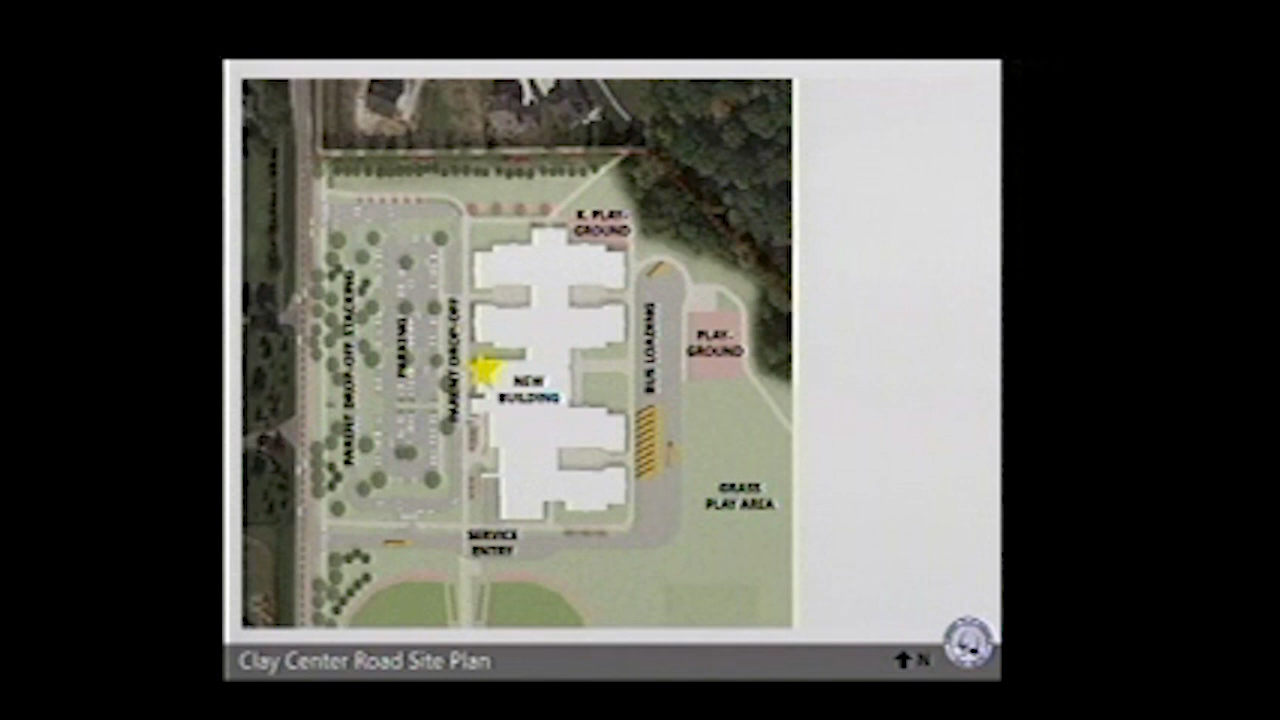 K. PLAY-
GROUND
PARENT DROP-OFF STACKING
PARKING
PARENT DROP-OFF
BUS LOADING
PLAY-
GROUND
NEW
BUILDING
GRASS
PLAY AREA
SERVICE
ENTRY
Clay Center Road Site Plan
N